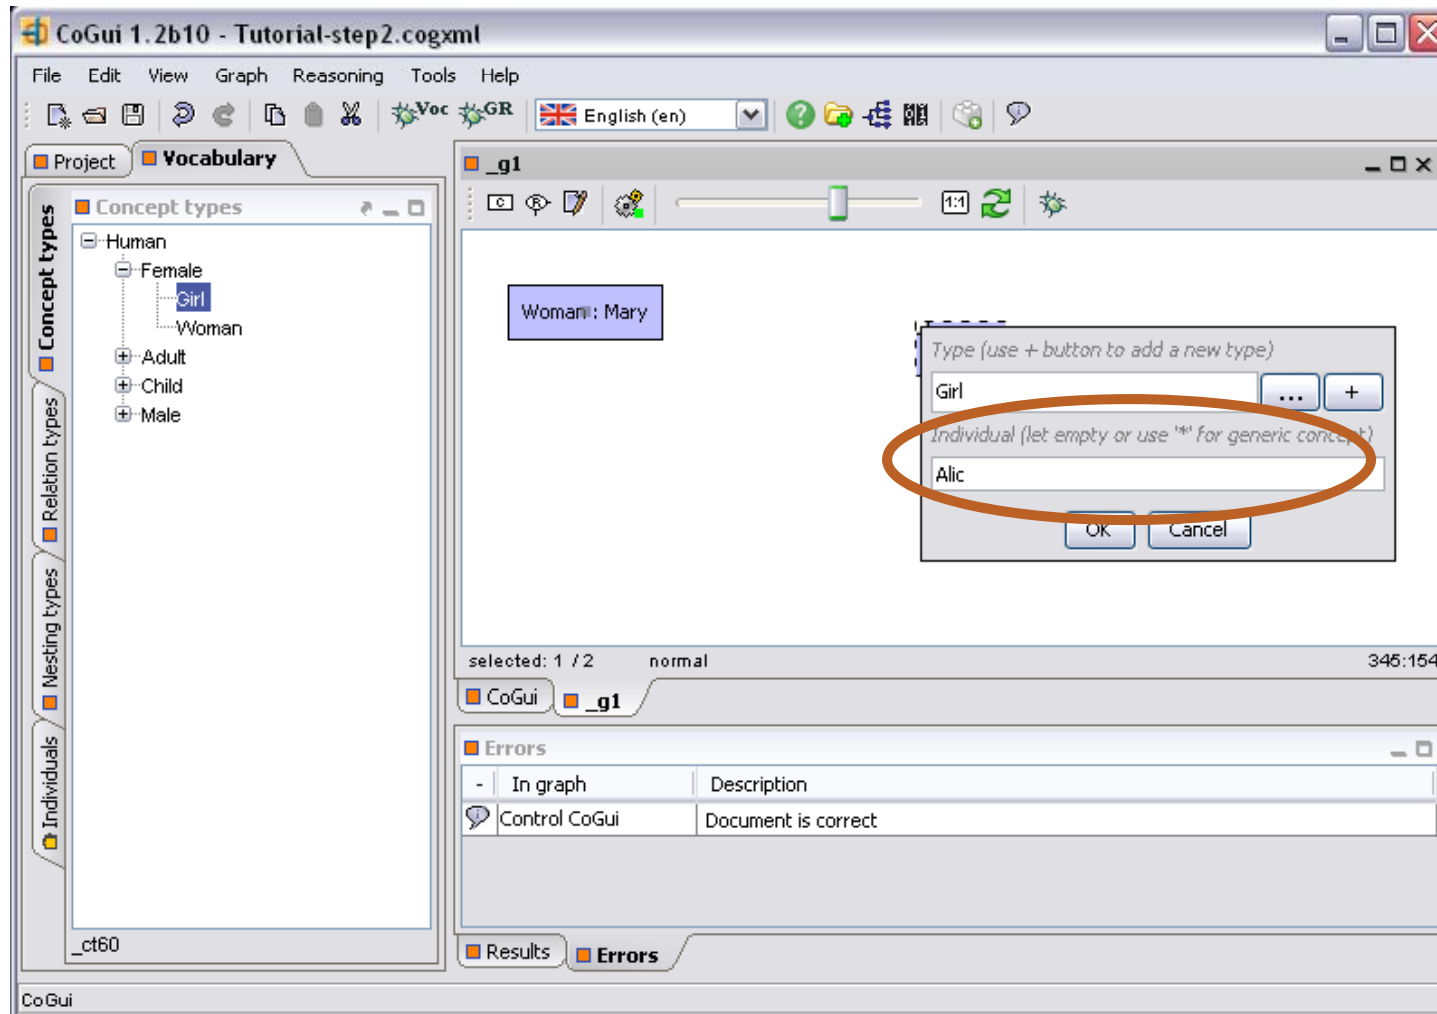 CoGui 1.2b10 - Tutorial-step2.cogxml
File Edit View Graph Reasoning Tools Help
Voc GR English (en)
Project Vocabulary
Concept types
Relation types
Nesting types
Individuals
Concept types
Human
Female
Girl
Woman
Adult
Child
Male
_ct60
_g1
C R 1:1
Woman : Mary
Type (use + button to add a new type)
Girl ... +
Individual (let empty or use '*' for generic concept)
Alic
OK Cancel
selected: 1 / 2 normal 345:154
CoGui _g1
Errors
- In graph Description
Control CoGui Document is correct
Results Errors
CoGui